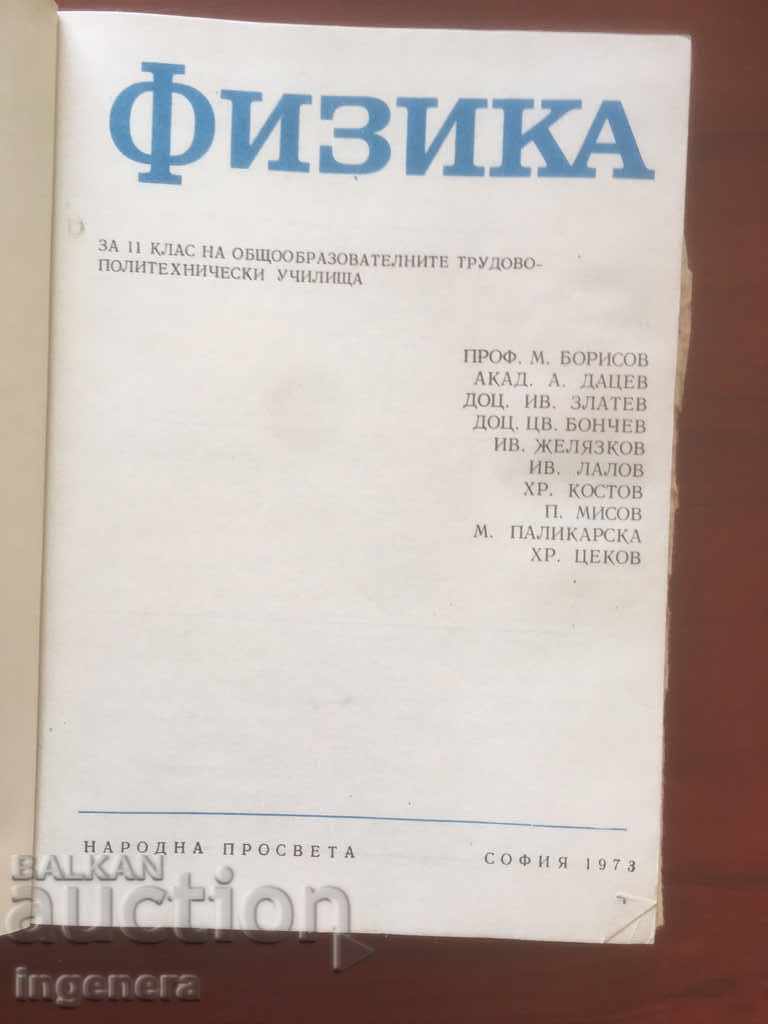 ФИЗИКА
ЗА 11 КЛАС НА ОБЩООБРАЗОВАТЕЛНИТЕ ТРУДОВО-
ПОЛИТЕХНИЧЕСКИ УЧИЛИЩА
ПРОФ. М. БОРИСОВ
АКАД. А. ДАЦЕВ
ДОЦ. ИВ. ЗЛАТЕВ
ДОЦ. ЦВ. БОНЧЕВ
ИВ. ЖЕЛЯЗКОВ
ИВ. ЛАЛОВ
ХР. КОСТОВ
П. МИСОВ
М. ПАЛИКАРСКА
ХР. ЦЕКОВ
НАРОДНА ПРОСВЕТА СОФИЯ 1973
BALKAN
auction
ingenera